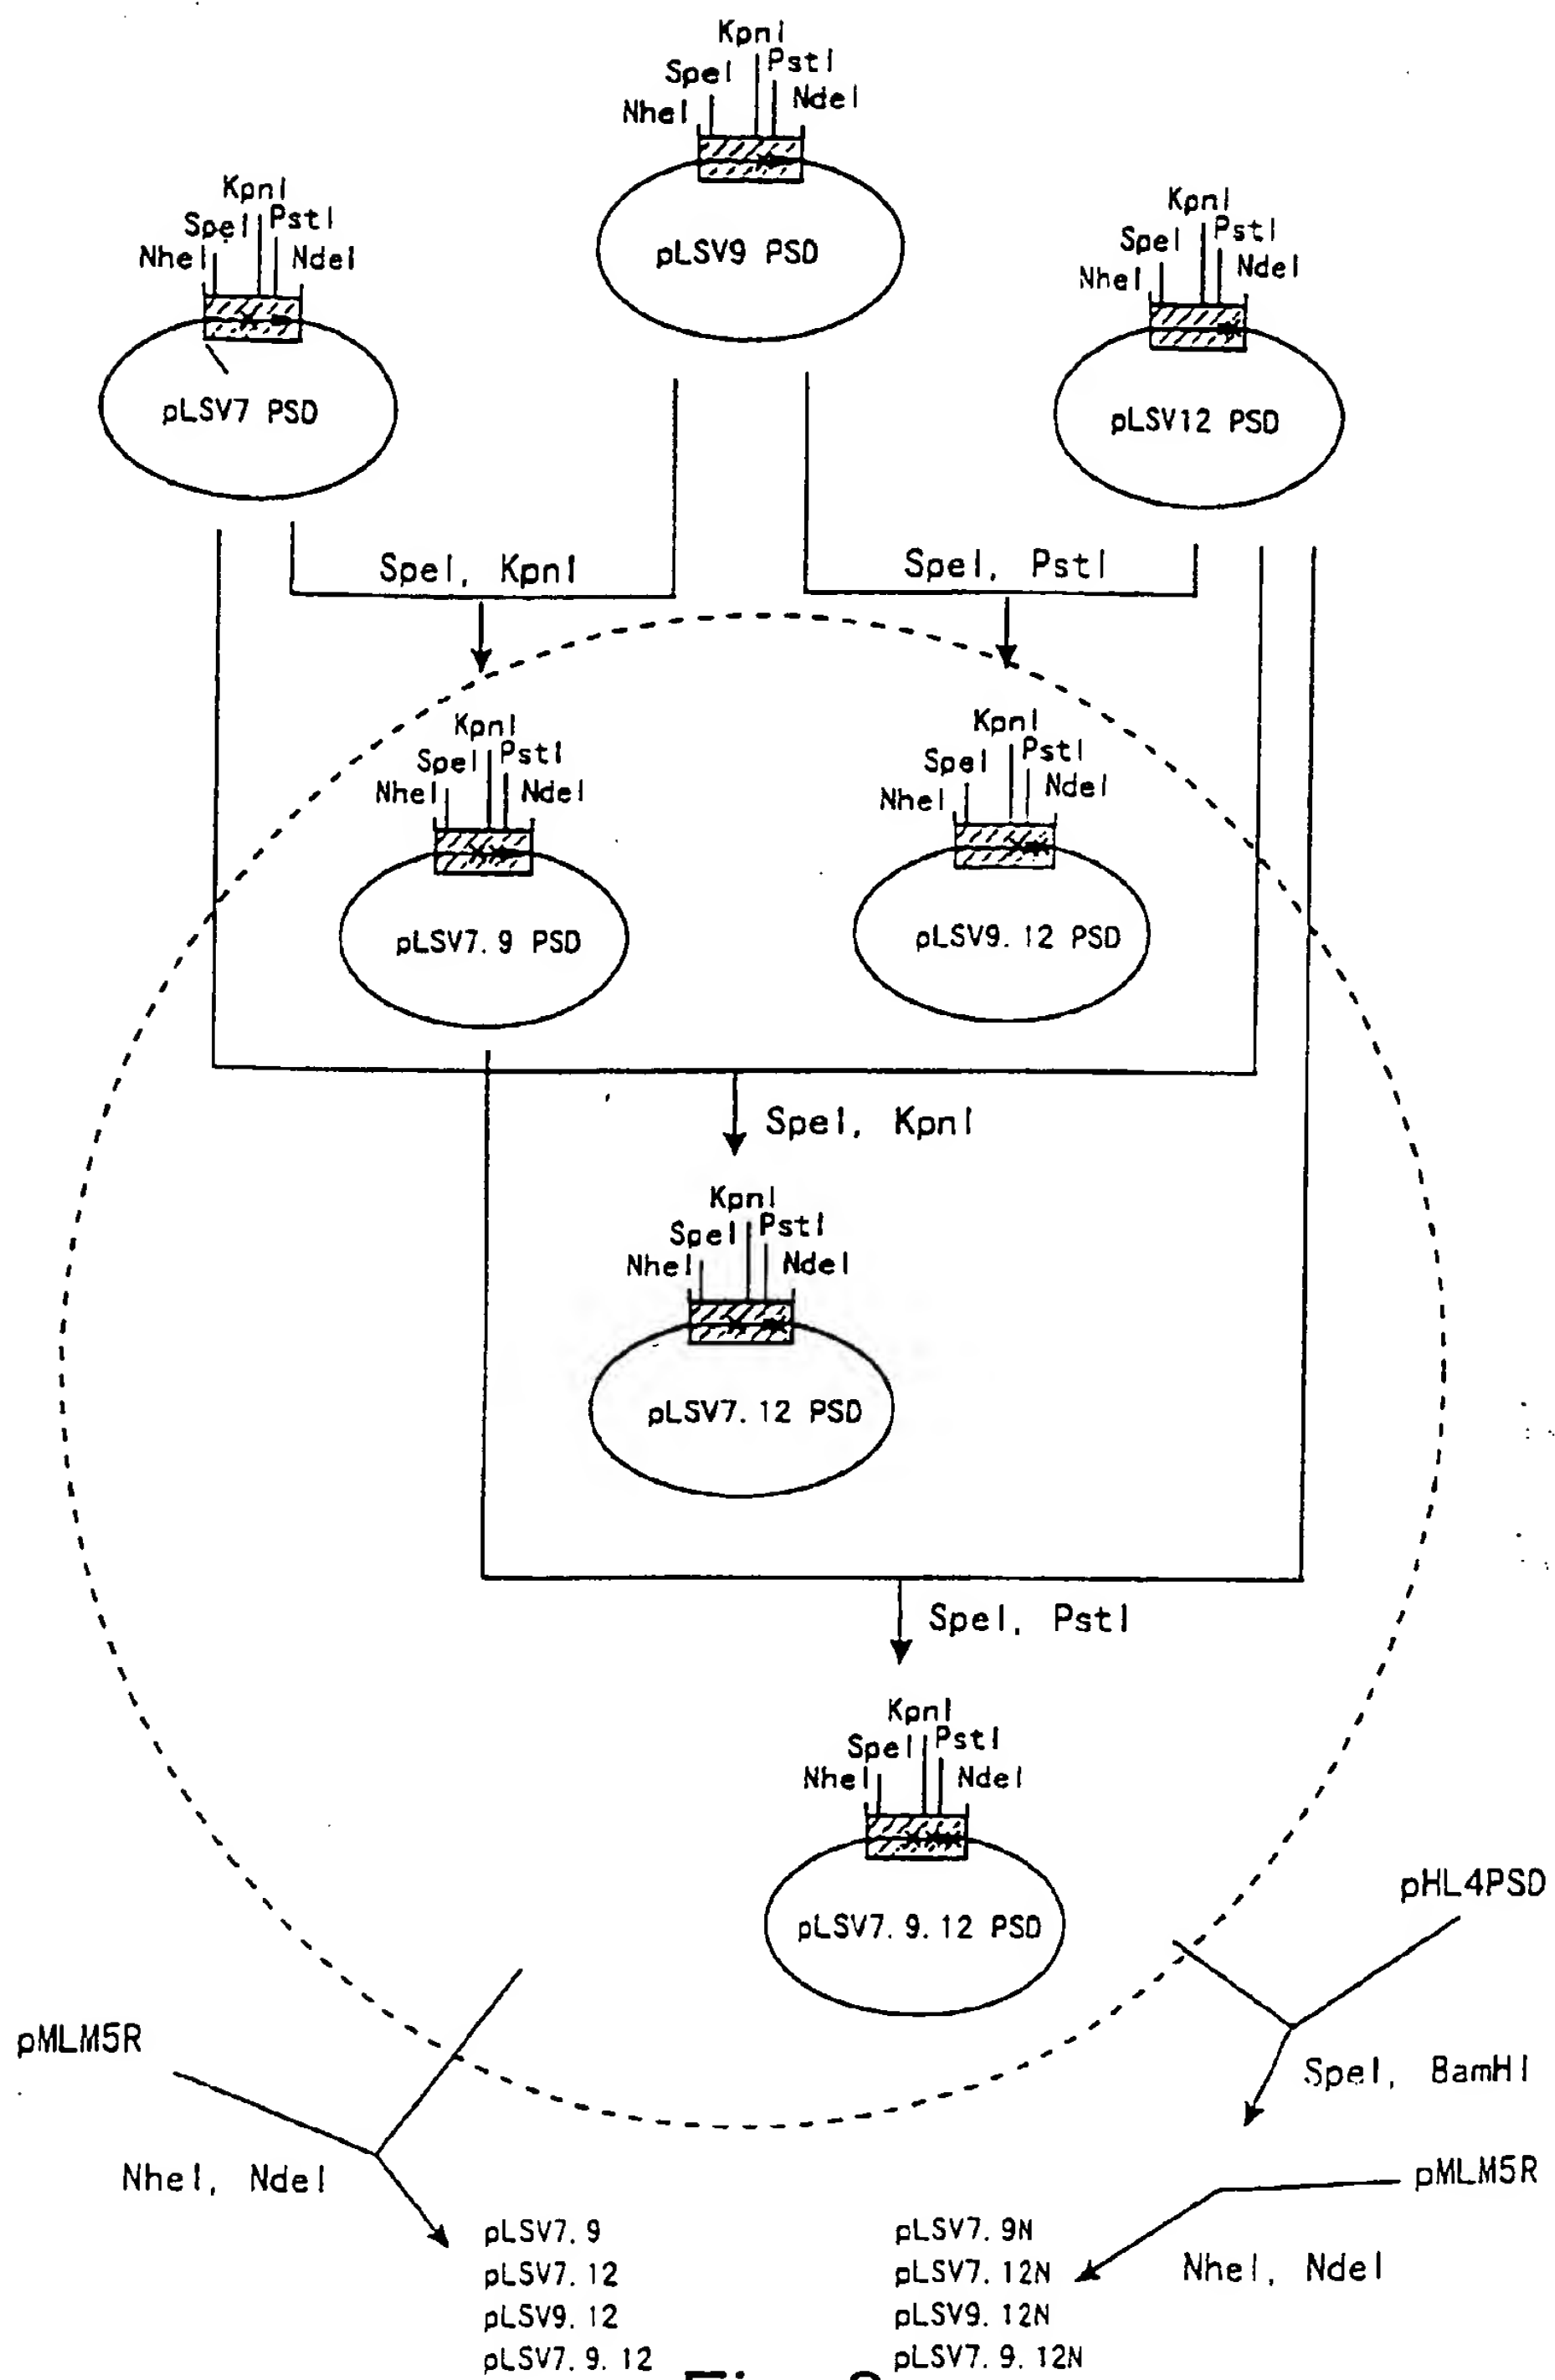 KpnI
SpeI
PstI
NheI
NdeI
pLSV9 PSD
KpnI
SpeI
PstI
NheI
NdeI
pLSV7 PSD
KpnI
SpeI
PstI
NheI
NdeI
pLSV12 PSD
SpeI, KpnI
SpeI, PstI
KpnI
SpeI
PstI
NheI
NdeI
pLSV7.9 PSD
KpnI
SpeI
PstI
NheI
NdeI
pLSV9.12 PSD
SpeI, KpnI
KpnI
SpeI
PstI
NheI
NdeI
pLSV7.12 PSD
SpeI, PstI
KpnI
SpeI
PstI
NheI
NdeI
pLSV7.9.12 PSD
pHL4PSD
pMLM5R
SpeI, BamHI
NheI, NdeI
pMLM5R
NheI, NdeI
pLSV7.9
pLSV7.12
pLSV9.12
pLSV7.9.12
pLSV7.9N
pLSV7.12N
pLSV9.12N
pLSV7.9.12N